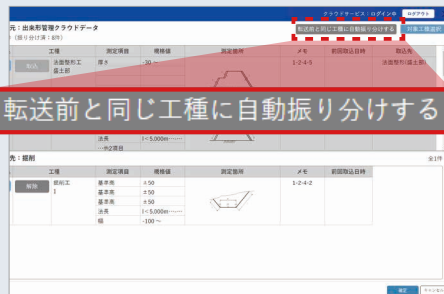 クラウドサービス：ログイン中 ログアウト
元：出来形管理クラウドデータ
転送前と同じ工種に自動振り分けする 対象工種選択
(振り分け済：8件)
工種 測定項目 規格値 測定箇所 メモ 前回取込日時 取込先
取込 法面整形工 厚さ -30 1-2-4-5 法面整形(盛土部)
盛土部
転送前と同じ工種に自動振り分けする
法長 l<5,000m……
…ホ2項目
先：掘削
全1件
工種 測定項目 規格値 測定箇所 メモ 前回取込日時
解除 掘削工 基準高 ±50 1-2-4-2
I 基準高 ±50
基準高 ±50
法長 l<5,000m……
幅 -100～
確定